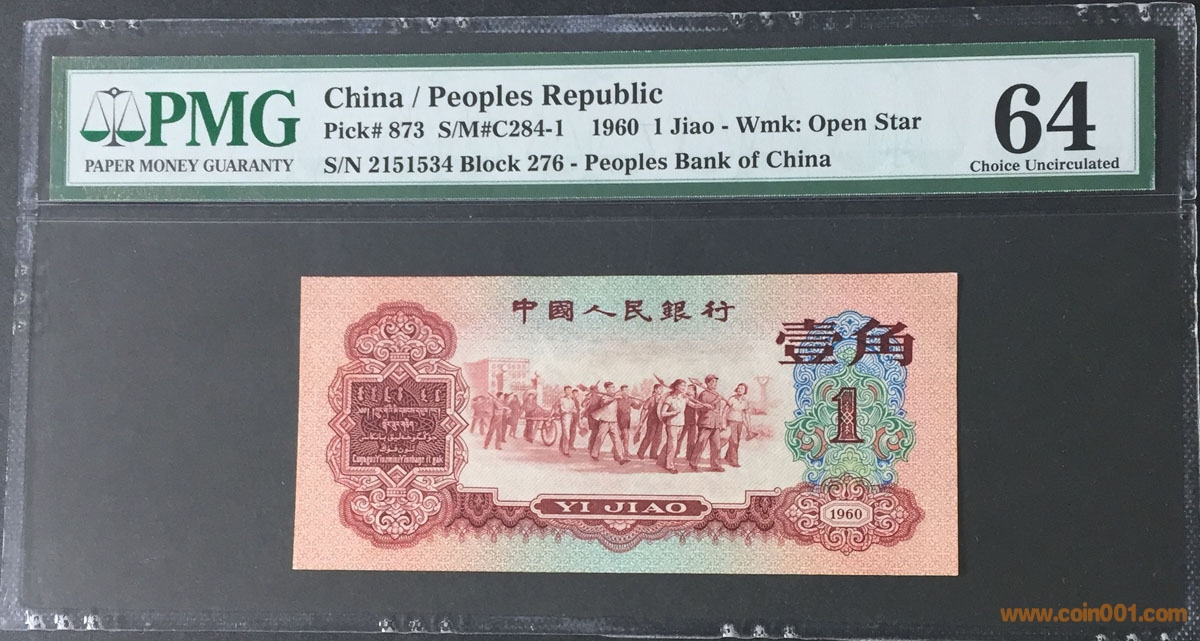 PMG
PAPER MONEY GUARANTY
China / Peoples Republic
Pick# 873 S/M#C284-1 1960 1 Jiao - Wmk: Open Star
S/N 2151534 Block 276 - Peoples Bank of China
64
Choice Uncirculated
中國人民銀行
壹角
1
YI JIAO
1960
www.coin001.com